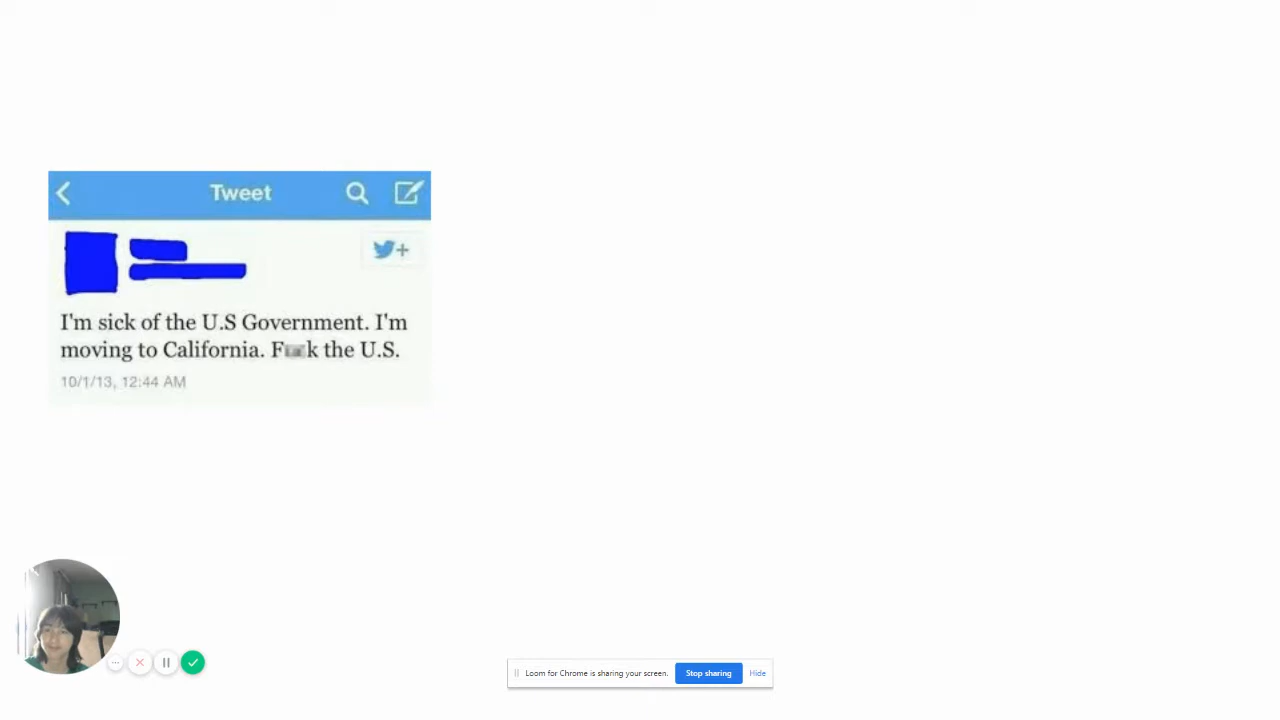 Tweet
I'm sick of the U.S Government. I'm
moving to California. F k the U.S.
10/1/13, 12:44 AM
Loom for Chrome is sharing your screen. Stop sharing Hide